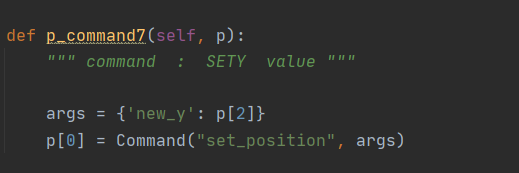 def p_command7(self, p):
""" command  :  SETY  value """
args = {'new_y': p[2]}
p[0] = Command("set_position", args)